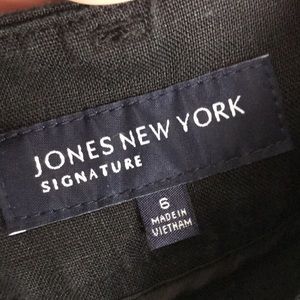 JONES NEW YORK
SIGNATURE
6
MADE IN
VIETNAM